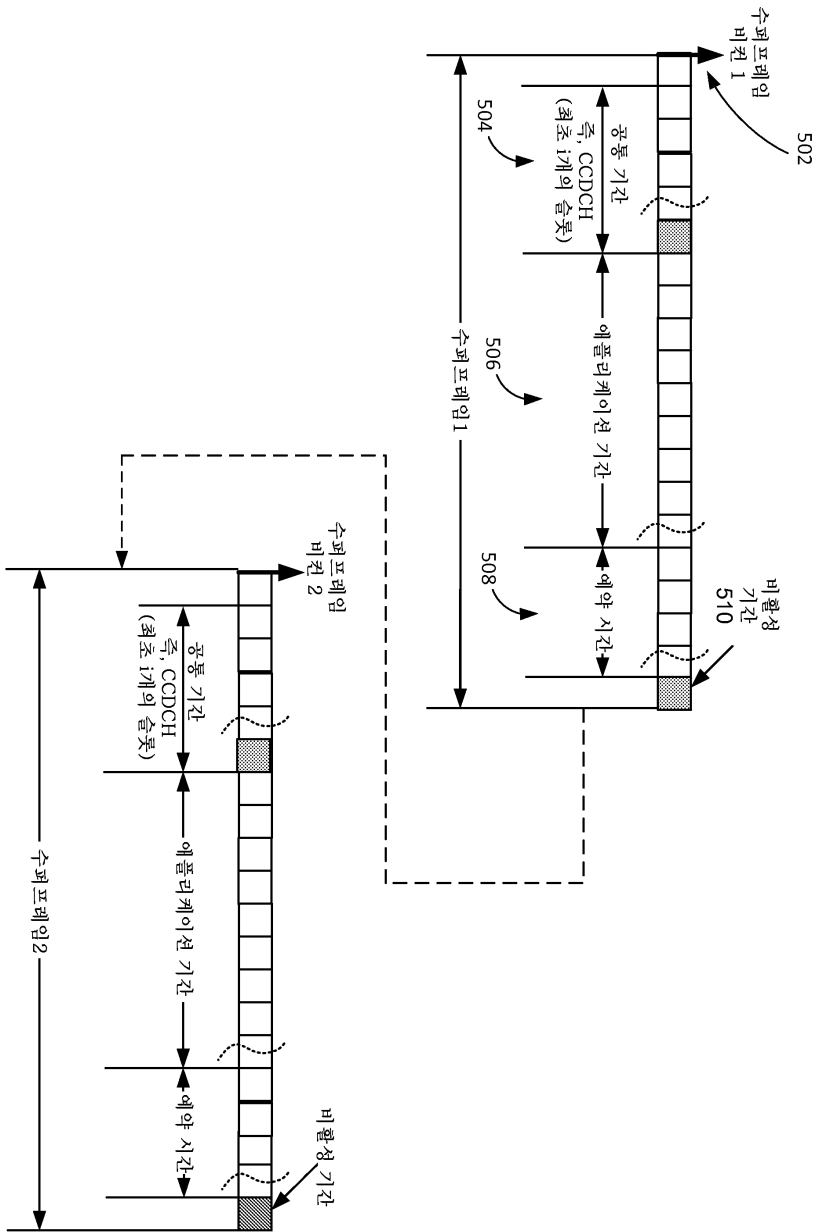 수퍼프레임
비컨 1
502
504
공통 기간
즉, CCDCH
(최초 i개의 슬롯)
506
애플리케이션 기간
508
예약 시간
비활성
기간
510
수퍼프레임1
수퍼프레임
비컨 2
공통 기간
즉, CCDCH
(최초 i개의 슬롯)
애플리케이션 기간
예약 시간
비활성 기간
수퍼프레임2